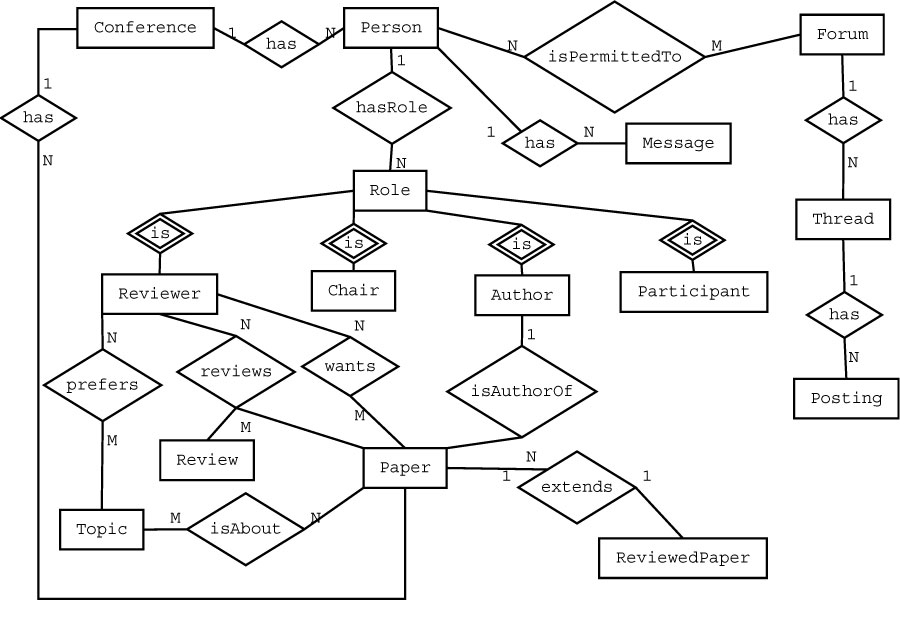 Conference
1
has
N
Person
N
isPermittedTo
M
Forum
1
has
N
1
hasRole
N
1
has
N
Message
1
has
N
Role
Thread
is
is
is
is
Reviewer
Chair
Author
Participant
1
has
N
Posting
N
prefers
M
N
reviews
M
N
wants
M
1
isAuthorOf
N
Review
Paper
1
extends
1
Topic
M
isAbout
N
ReviewedPaper